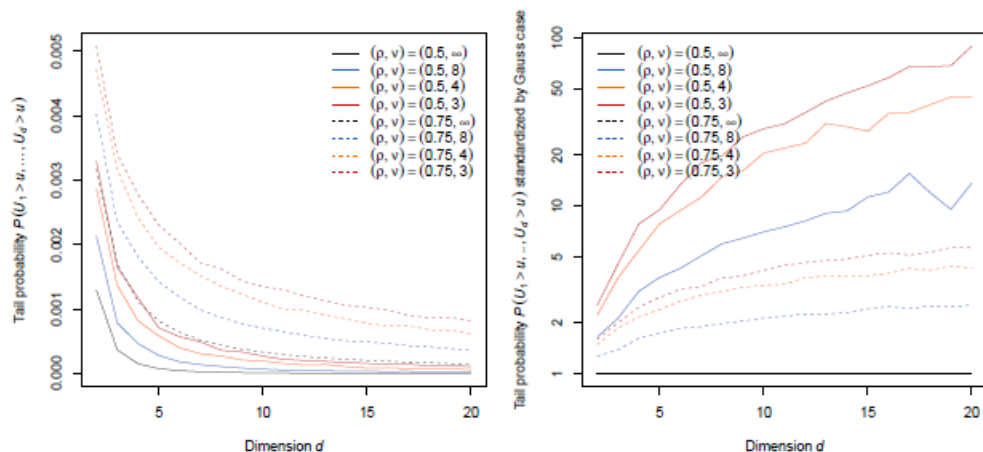 Tail probability P(U₁ > u, ..., U_d > u)
0.005
0.004
0.003
0.002
0.001
0.000
(ρ, ν) = (0.5, ∞)
(ρ, ν) = (0.5, 8)
(ρ, ν) = (0.5, 4)
(ρ, ν) = (0.5, 3)
(ρ, ν) = (0.75, ∞)
(ρ, ν) = (0.75, 8)
(ρ, ν) = (0.75, 4)
(ρ, ν) = (0.75, 3)
5
10
15
20
Dimension d
Tail probability P(U₁ > u, .., U_d > u) standardized by Gauss case
100
50
20
10
5
2
1
(ρ, ν) = (0.5, ∞)
(ρ, ν) = (0.5, 8)
(ρ, ν) = (0.5, 4)
(ρ, ν) = (0.5, 3)
(ρ, ν) = (0.75, ∞)
(ρ, ν) = (0.75, 8)
(ρ, ν) = (0.75, 4)
(ρ, ν) = (0.75, 3)
5
10
15
20
Dimension d